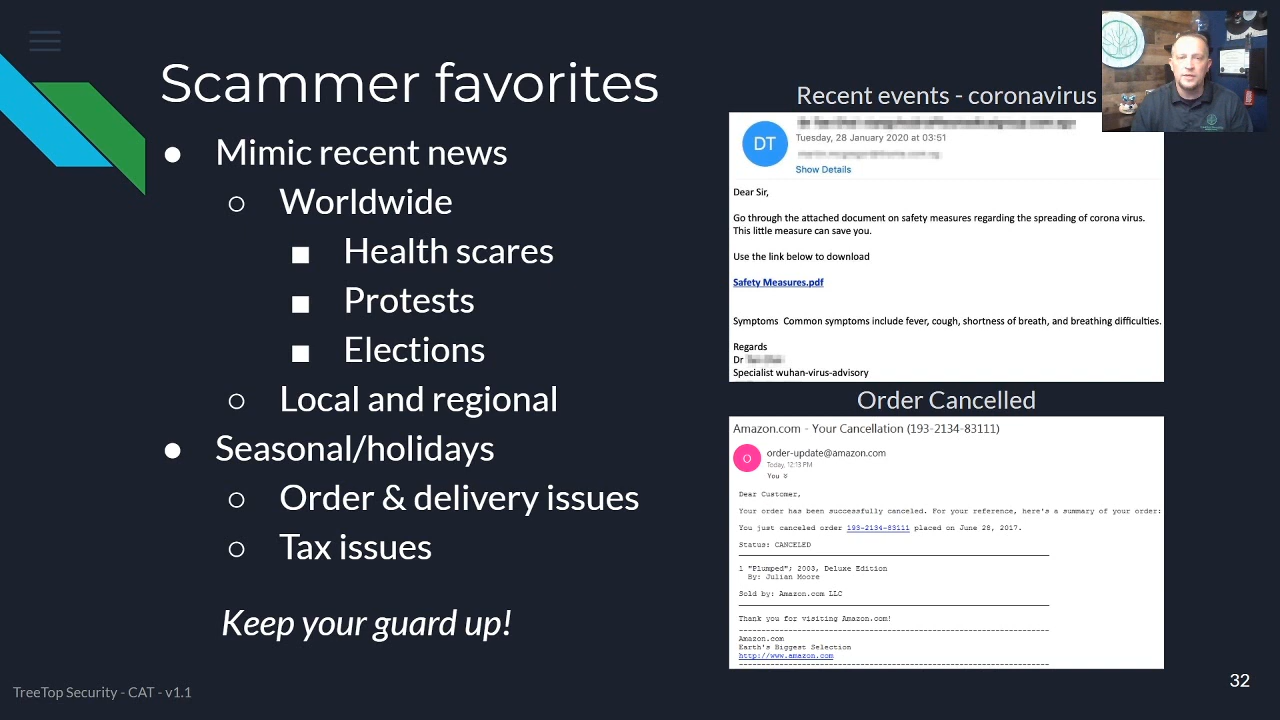 Scammer favorites
● Mimic recent news
○ Worldwide
■ Health scares
■ Protests
■ Elections
○ Local and regional
● Seasonal/holidays
○ Order & delivery issues
○ Tax issues
Keep your guard up!
Recent events - coronavirus
DT
Tuesday, 28 January 2020 at 03:51
Show Details
Dear Sir,
Go through the attached document on safety measures regarding the spreading of corona virus.
This little measure can save you.
Use the link below to download
Safety Measures.pdf
Symptoms  Common symptoms include fever, cough, shortness of breath, and breathing difficulties.
Regards
Dr
Specialist wuhan-virus-advisory
Order Cancelled
Amazon.com - Your Cancellation (193-2134-83111)
O
order-update@amazon.com
Today, 12:13 PM
You
Dear Customer,
Your order has been successfully canceled. For your reference, here's a summary of your order:
You just canceled order 193-2134-83111 placed on June 28, 2017.
Status: CANCELED
1 "Plumped"; 2003, Deluxe Edition
By: Julian Moore
Sold by: Amazon.com LLC
Thank you for visiting Amazon.com!
Amazon.com
Earth's Biggest Selection
http://www.amazon.com
TreeTop Security - CAT - v1.1
32